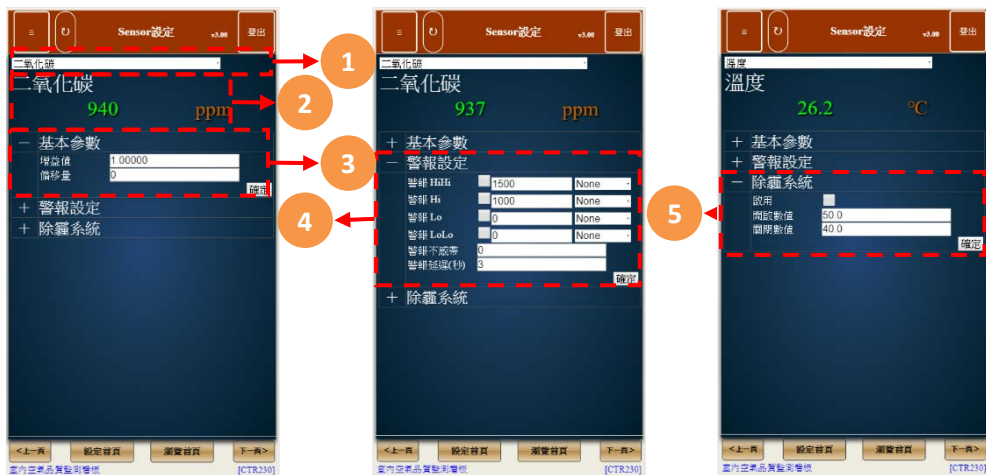 ≡ ↻ Sensor設定 v3.00 登出
二氧化碳
二氧化碳
940 ppm
－ 基本參數
增益值 1.00000
偏移量 0
確定
＋ 警報設定
＋ 除霾系統
<上一頁 設定首頁 瀏覽首頁 下一頁>
室內空氣品質監測看板 [CTR230]
1
2
3
≡ ↻ Sensor設定 v3.00 登出
二氧化碳
二氧化碳
937 ppm
＋ 基本參數
－ 警報設定
警報 HiHi 1500 None
警報 Hi 1000 None
警報 Lo 0 None
警報 LoLo 0 None
警報不感帶 0
警報延遲(秒) 3
確定
＋ 除霾系統
<上一頁 設定首頁 瀏覽首頁 下一頁>
室內空氣品質監測看板 [CTR230]
4
≡ ↻ Sensor設定 v3.00 登出
溫度
溫度
26.2 ℃
＋ 基本參數
＋ 警報設定
－ 除霾系統
啟用
開啟數值 50.0
關閉數值 40.0
確定
<上一頁 設定首頁 瀏覽首頁 下一頁>
室內空氣品質監測看板 [CTR230]
5